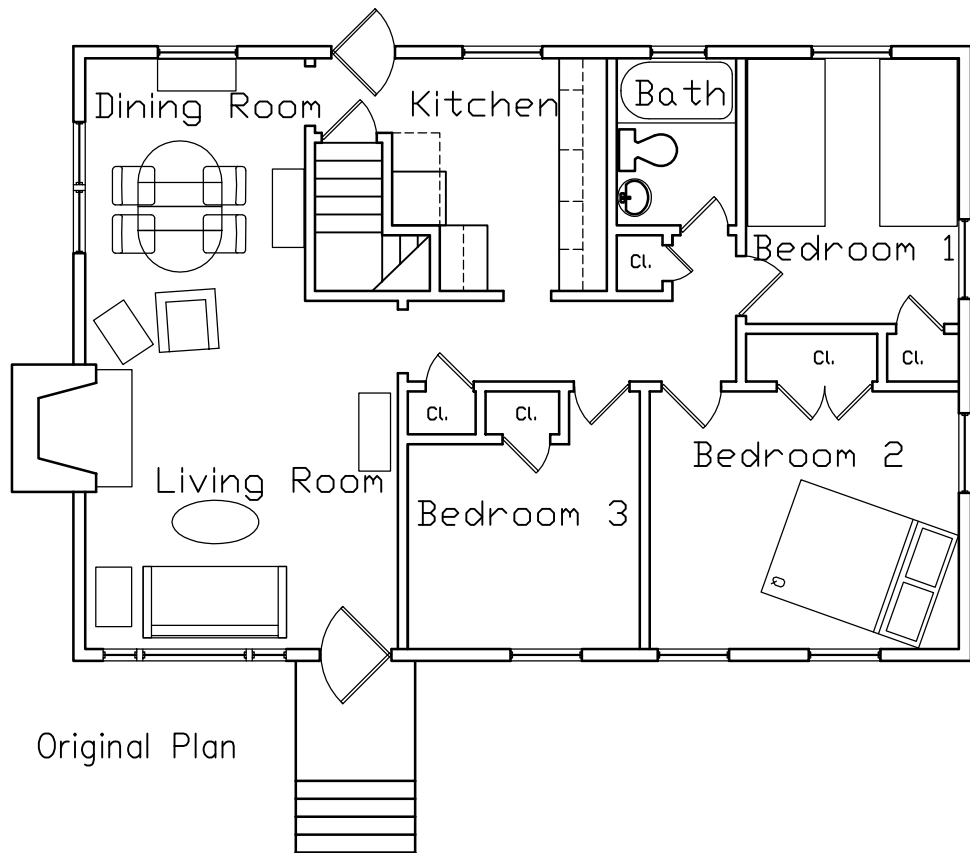 Dining Room
Kitchen
Bath
Bedroom 1
Cl.
Cl.
Cl.
Cl.
Cl.
Bedroom 2
Living Room
Bedroom 3
Q
Original Plan